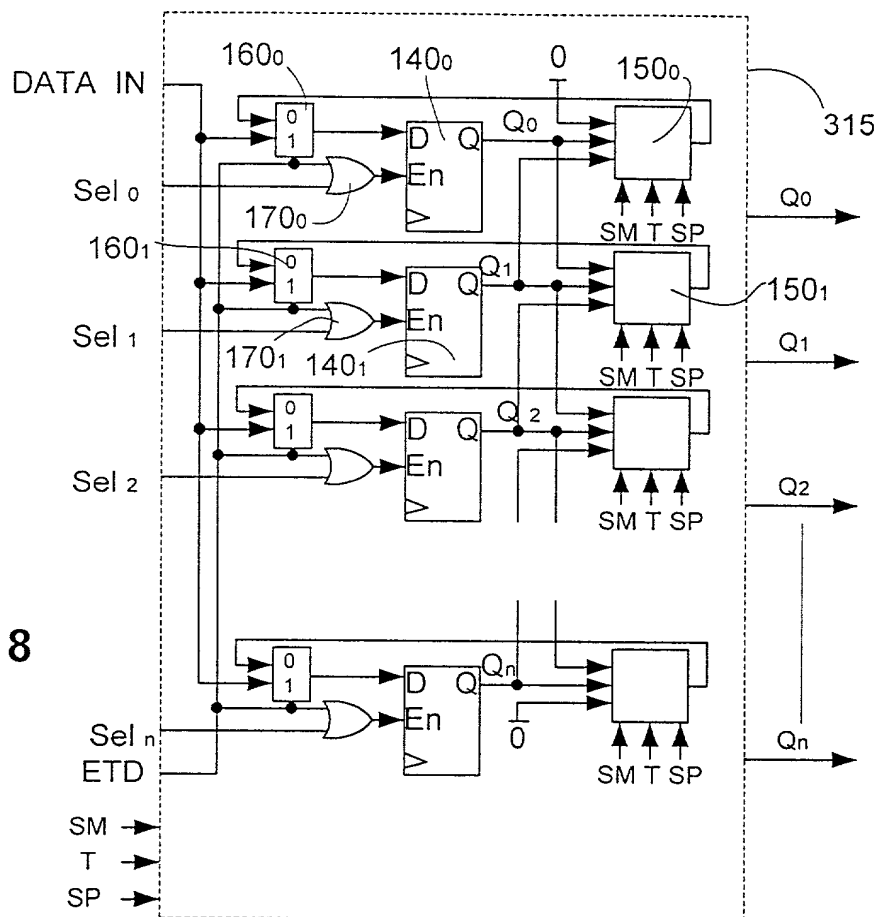 DATA IN
160₀
140₀
0
150₀
315
0
1
D Q
Q₀
En
Sel ₀
170₀
SM T SP
Q₀
160₁
0
1
D Q
Q₁
En
150₁
Sel ₁
170₁
140₁
SM T SP
Q₁
0
1
D Q
Q ₂
En
Sel ₂
SM T SP
Q₂
8
0
1
D Q
Qₙ
En
0
Sel ₙ
SM T SP
Qₙ
ETD
SM
T
SP